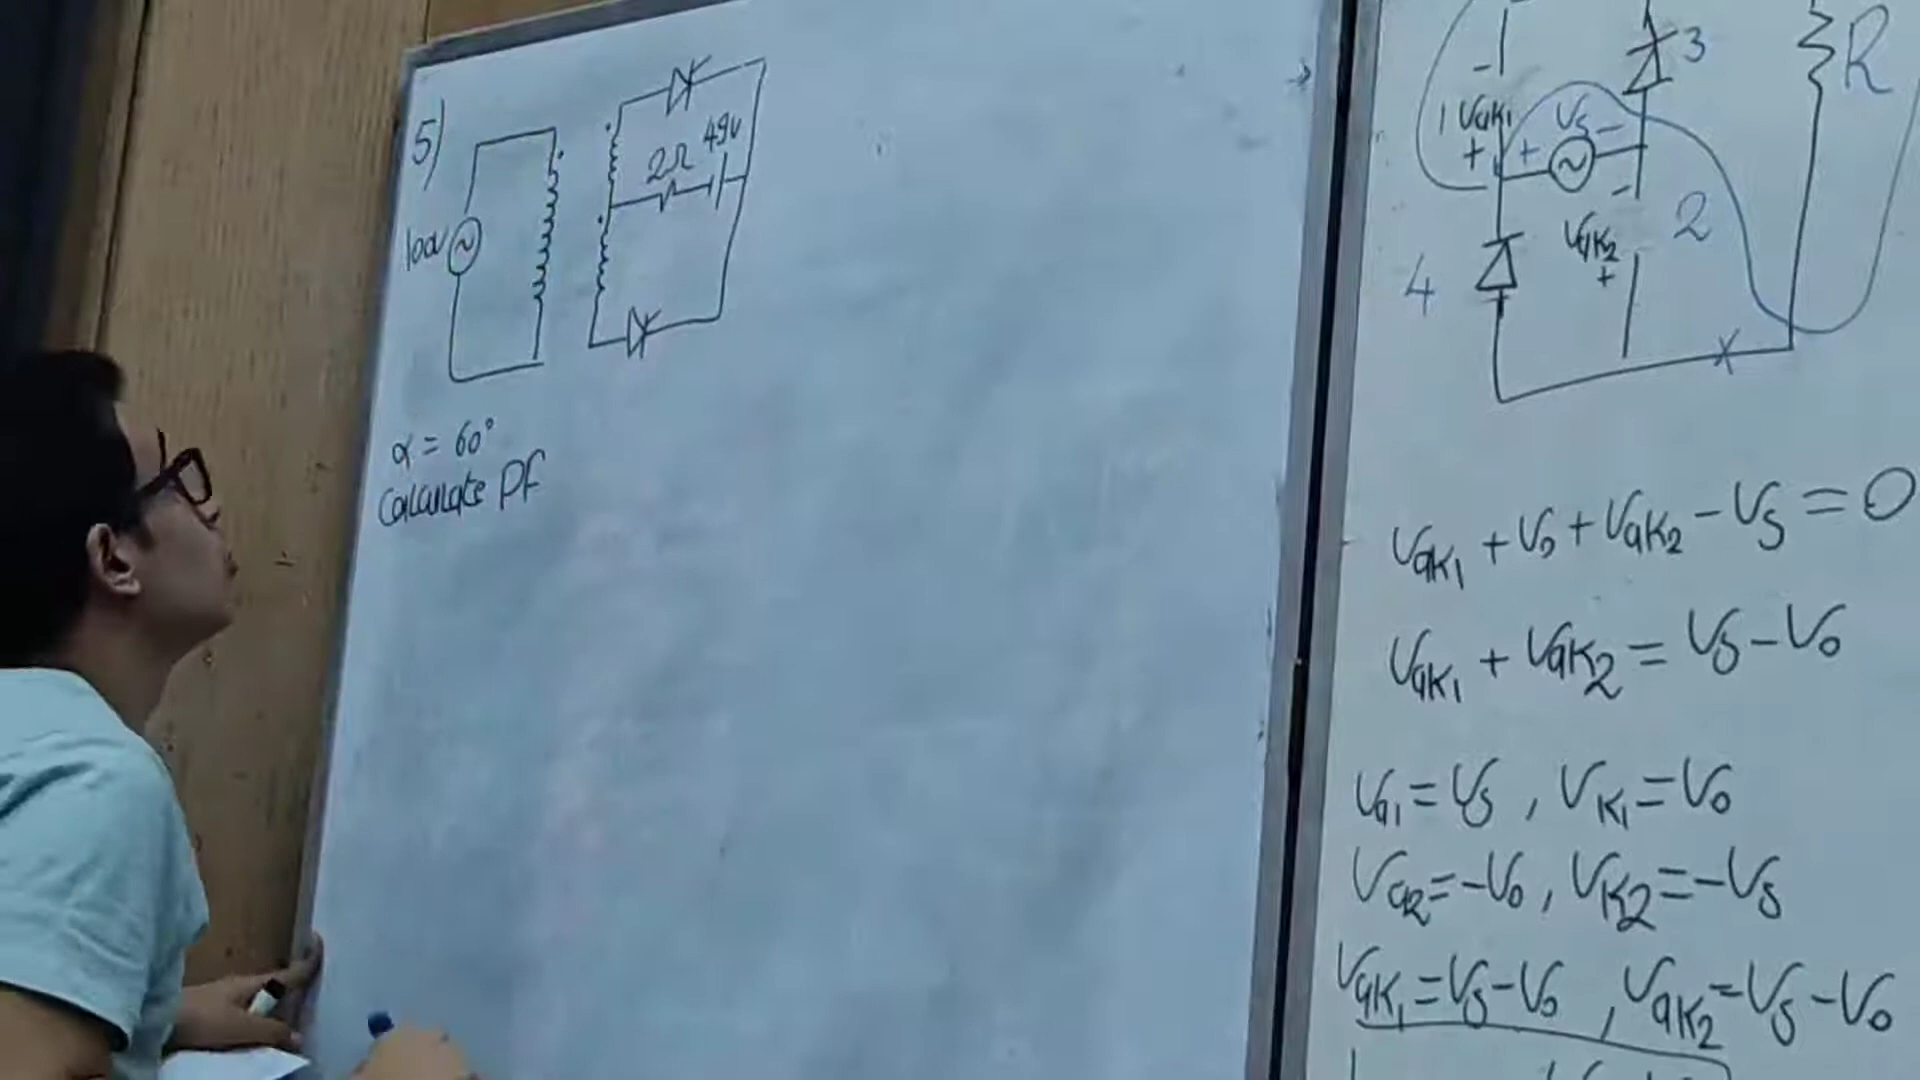 5)
100V
2Ω 49V
α = 60°
Calculate PF
3
R
1 Vak1 Vs
+ + -
4
Vak2
+
2
Vak1 + Vo + Vak2 - Vs = 0
Vak1 + Vak2 = Vs - Vo
Va1 = Vs , Vk1 = Vo
Va2 = -Vo , Vk2 = -Vs
Vak1 = Vs - Vo , Vak2 = Vs - Vo